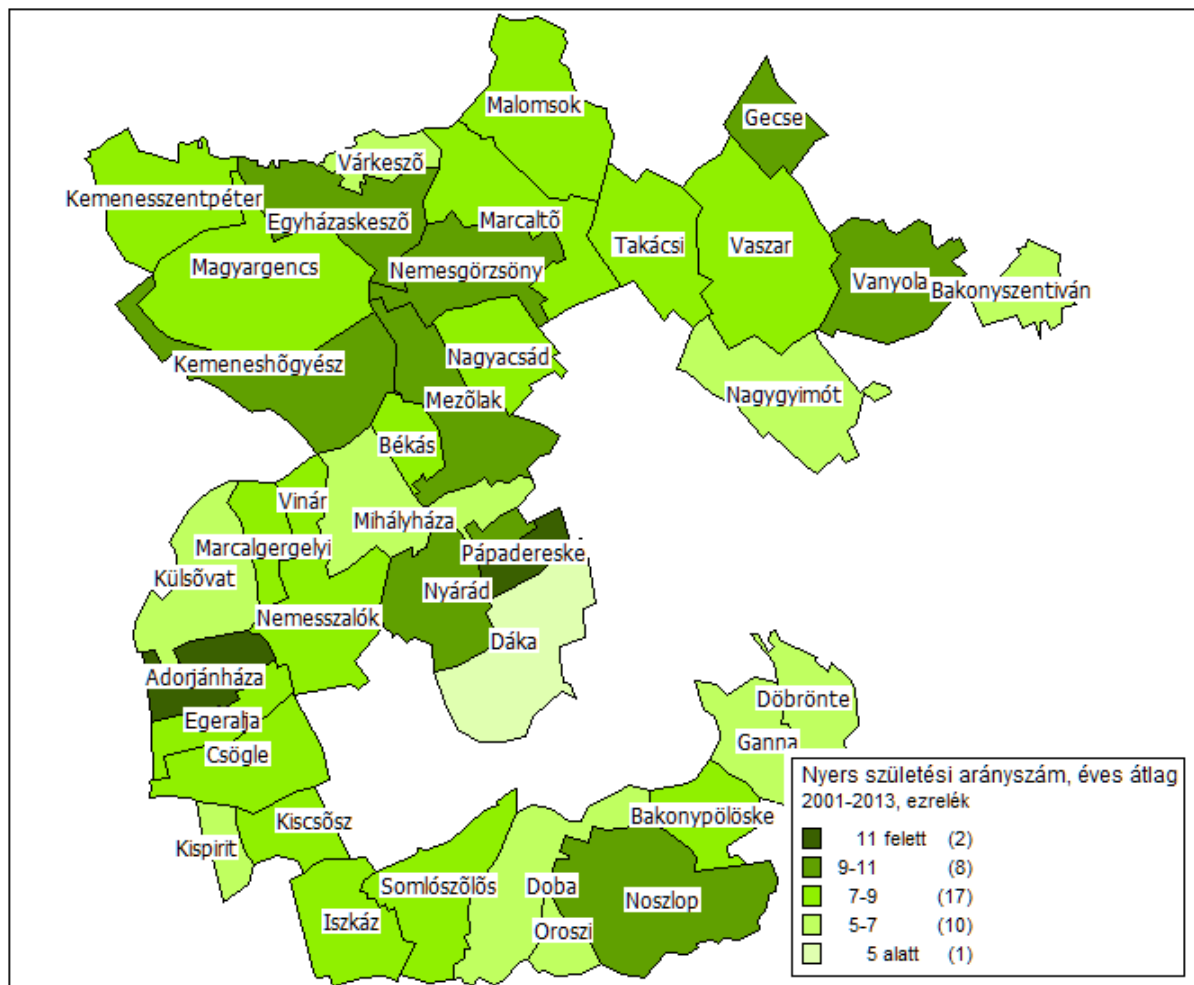 Malomsok
Gecse
Várkeszõ
Kemenesszentpéter
Egyházaskeszõ
Marcaltõ
Takácsi
Vaszar
Magyargencs
Nemesgörzsöny
Vanyola
Bakonyszentiván
Kemeneshõgyész
Nagyacsád
Nagygyimót
Mezõlak
Békás
Vinár
Mihályháza
Marcalgergelyi
Pápadereske
Külsõvat
Nyárád
Nemesszalók
Dáka
Adorjánháza
Döbrönte
Egeralja
Ganna
Csögle
Nyers születési arányszám, éves átlag
2001-2013, ezrelék
11 felett (2)
9-11 (8)
7-9 (17)
5-7 (10)
5 alatt (1)
Bakonypölöske
Kiscsõsz
Kispirit
Somlószõlõs
Doba
Noszlop
Iszkáz
Oroszi